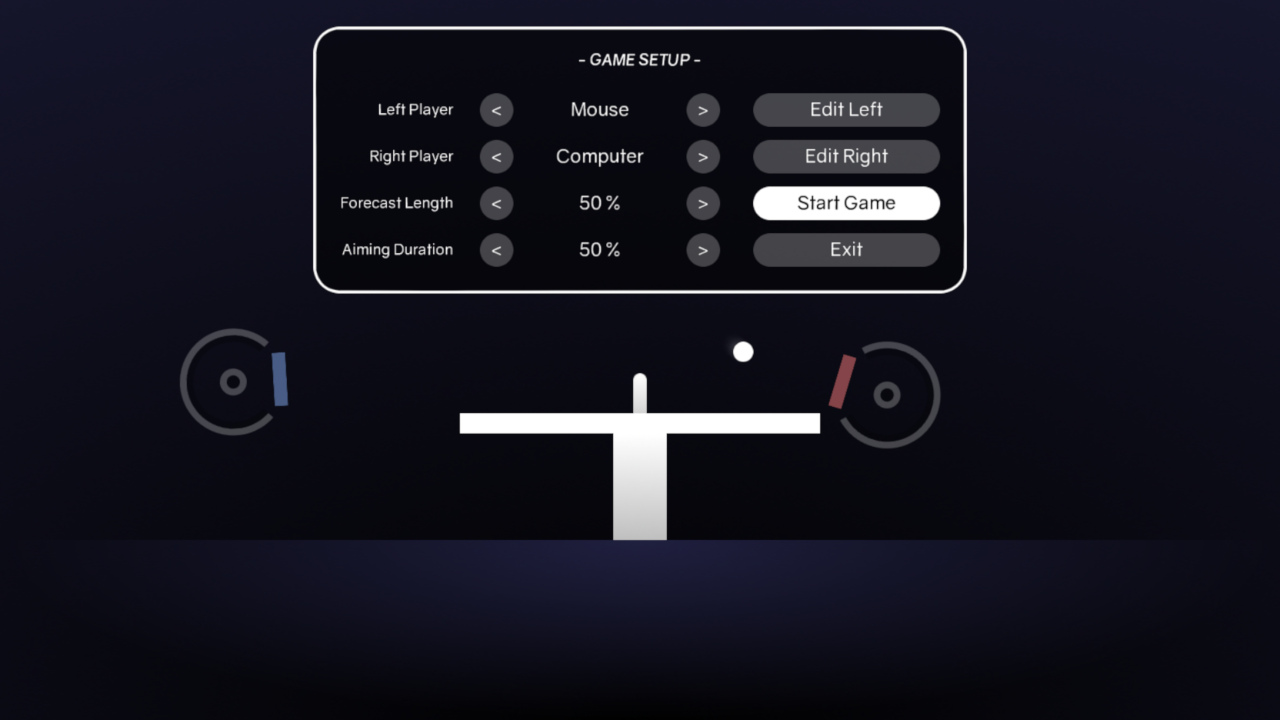 - GAME SETUP -
Left Player < Mouse > Edit Left
Right Player < Computer > Edit Right
Forecast Length < 50 % > Start Game
Aiming Duration < 50 % > Exit